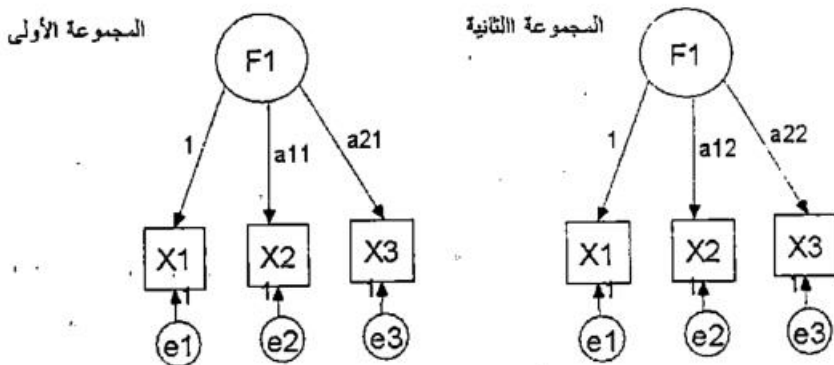 المجموعة الأولى
المجموعة االثانية
F1
F1
1 a11 a21
1 a12 a22
X1 X2 X3
X1 X2 X3
1 1 1
1 1 1
e1 e2 e3
e1 e2 e3